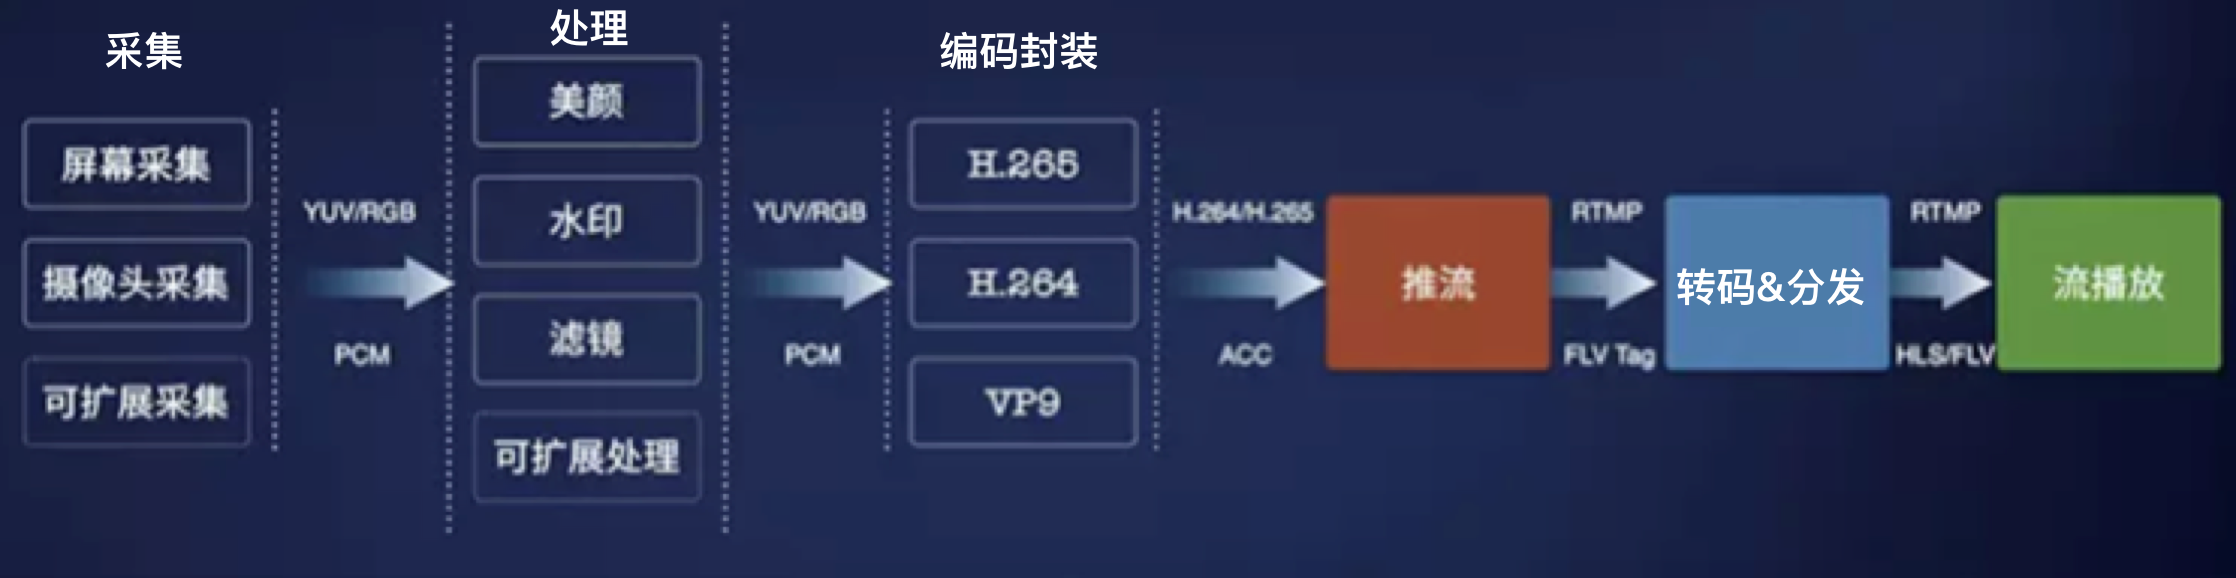 采集
屏幕采集
摄像头采集
可扩展采集
YUV/RGB
PCM
处理
美颜
水印
滤镜
可扩展处理
YUV/RGB
PCM
编码封装
H.265
H.264
VP9
H.264/H.265
ACC
推流
RTMP
FLV Tag
转码&分发
RTMP
HLS/FLV
流播放